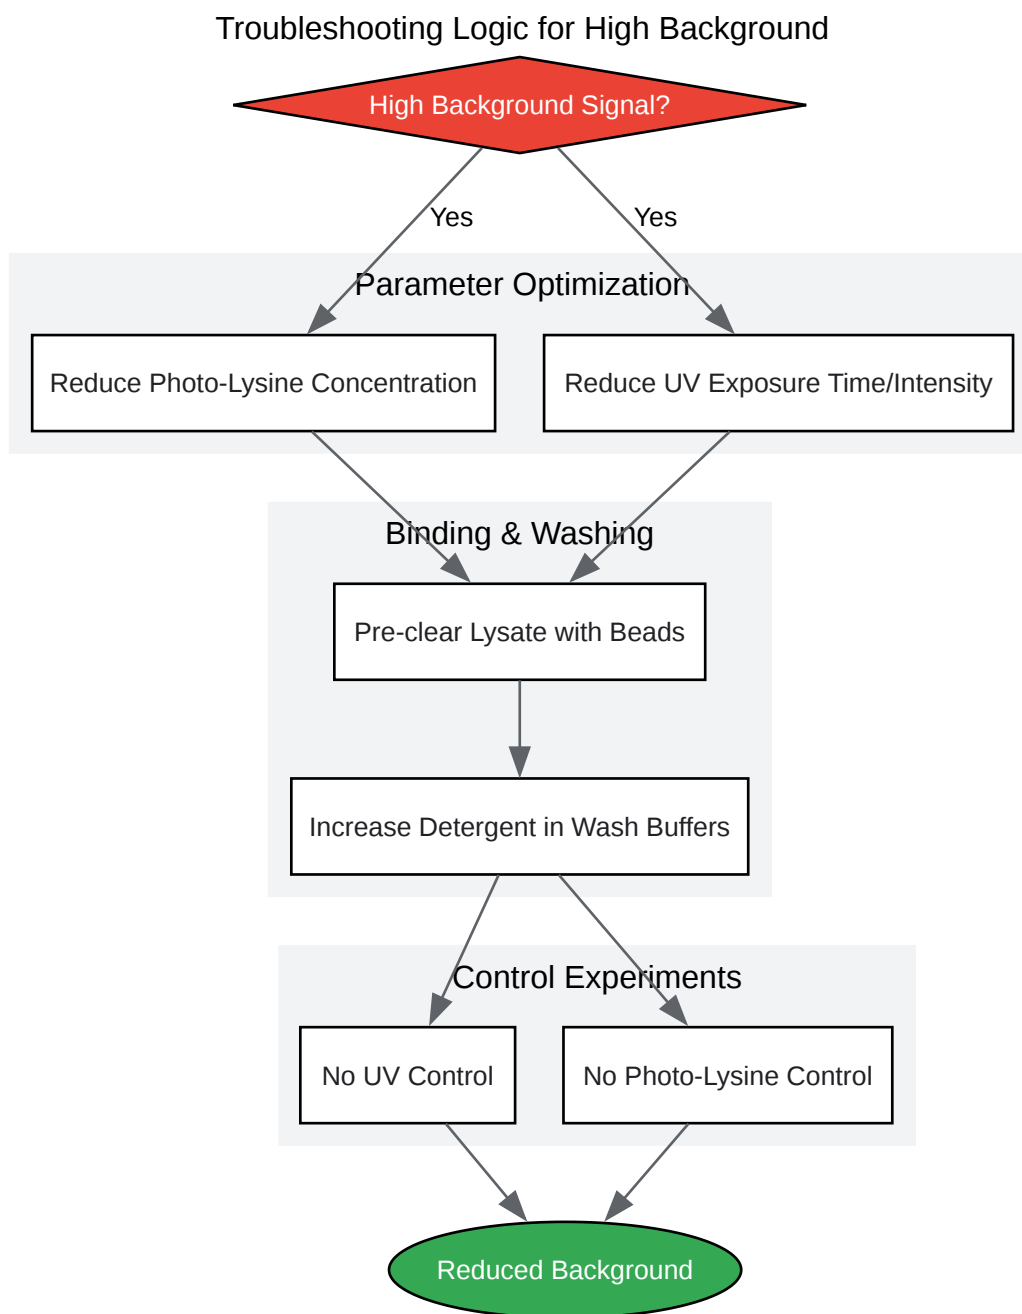 Troubleshooting Logic for High Background
High Background Signal?
Yes
Yes
Parameter Optimization
Reduce Photo-Lysine Concentration
Reduce UV Exposure Time/Intensity
Binding & Washing
Pre-clear Lysate with Beads
Increase Detergent in Wash Buffers
Control Experiments
No UV Control
No Photo-Lysine Control
Reduced Background